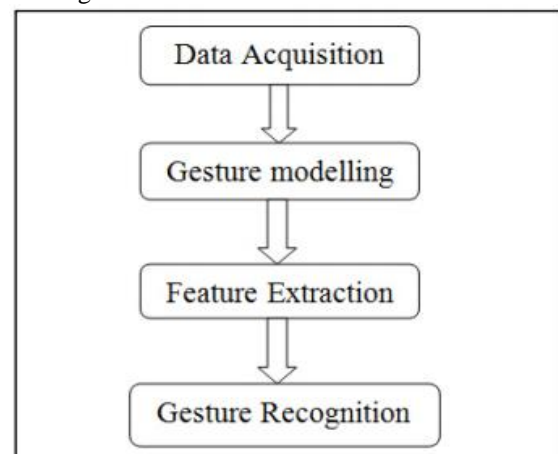 Data Acquisition
Gesture modelling
Feature Extraction
Gesture Recognition